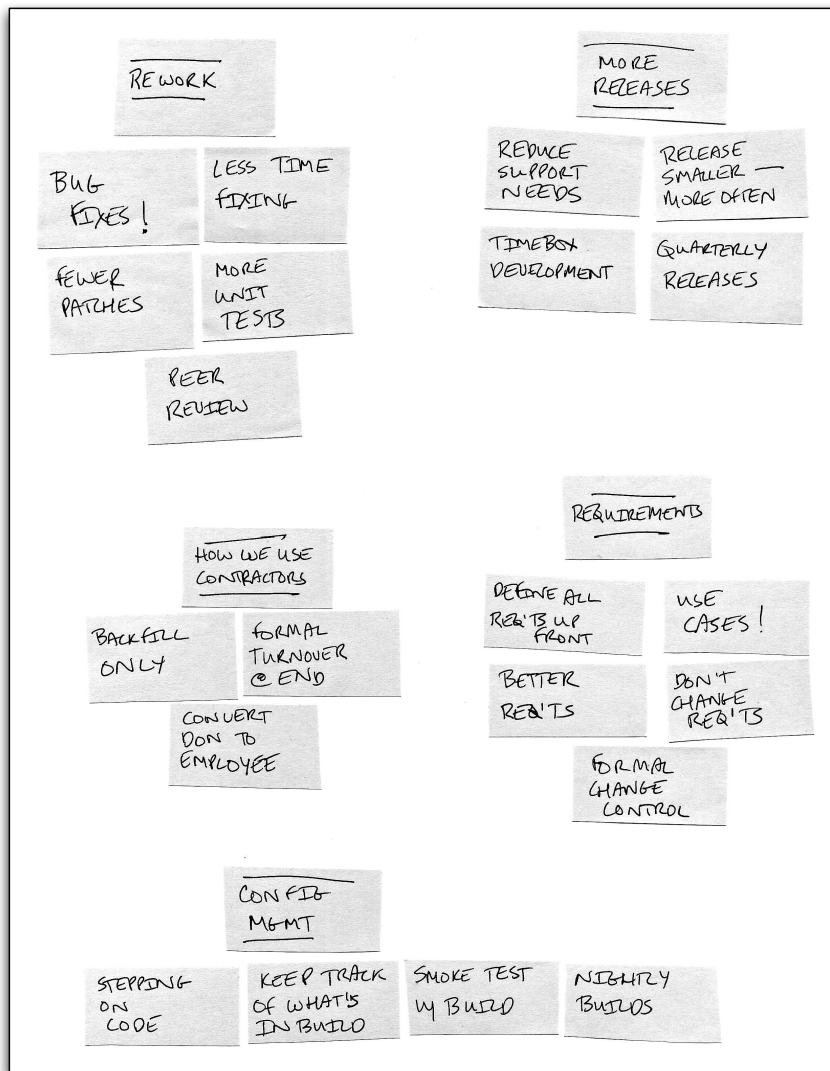 REWORK
BUG
FIXES!
LESS TIME
FIXING
FEWER
PATCHES
MORE
UNIT
TESTS
PEER
REVIEW
MORE
RELEASES
REDUCE
SUPPORT
NEEDS
RELEASE
SMALLER —
MORE OFTEN
TIMEBOX
DEVELOPMENT
QUARTERLY
RELEASES
HOW WE USE
CONTRACTORS
BACKFILL
ONLY
FORMAL
TURNOVER
@ END
CONVERT
DON TO
EMPLOYEE
REQUIREMENTS
DEFINE ALL
REQ'TS UP
FRONT
USE
CASES!
BETTER
REQ'TS
DON'T
CHANGE
REQ'TS
FORMAL
CHANGE
CONTROL
CONFIG
MGMT
STEPPING
ON
CODE
KEEP TRACK
OF WHAT'S
IN BUILD
SMOKE TEST
W/ BUILD
NIGHTLY
BUILDS